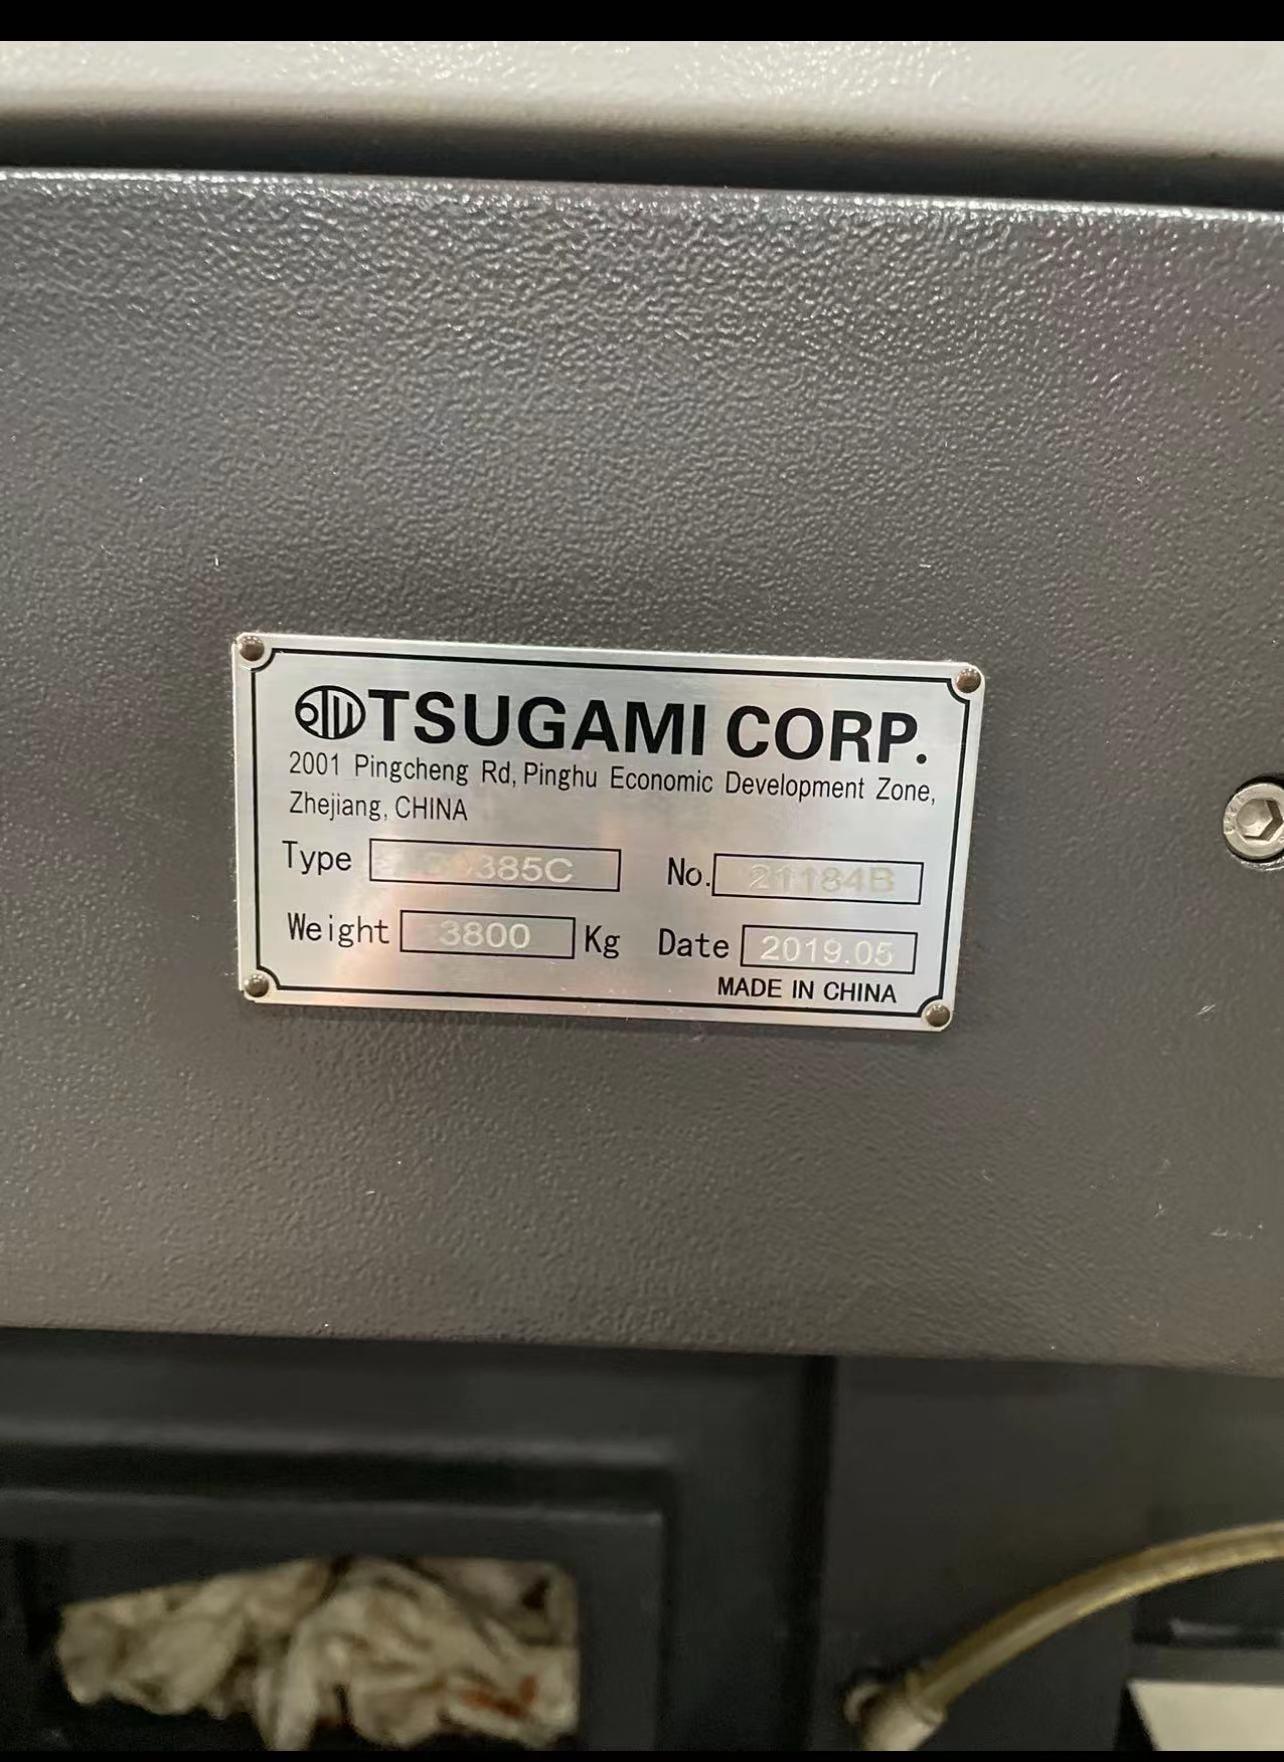 TSUGAMI CORP.
2001 Pingcheng Rd, Pinghu Economic Development Zone,
Zhejiang, CHINA
Type No. 21184B
Weight 3800 Kg Date 2019.05
MADE IN CHINA